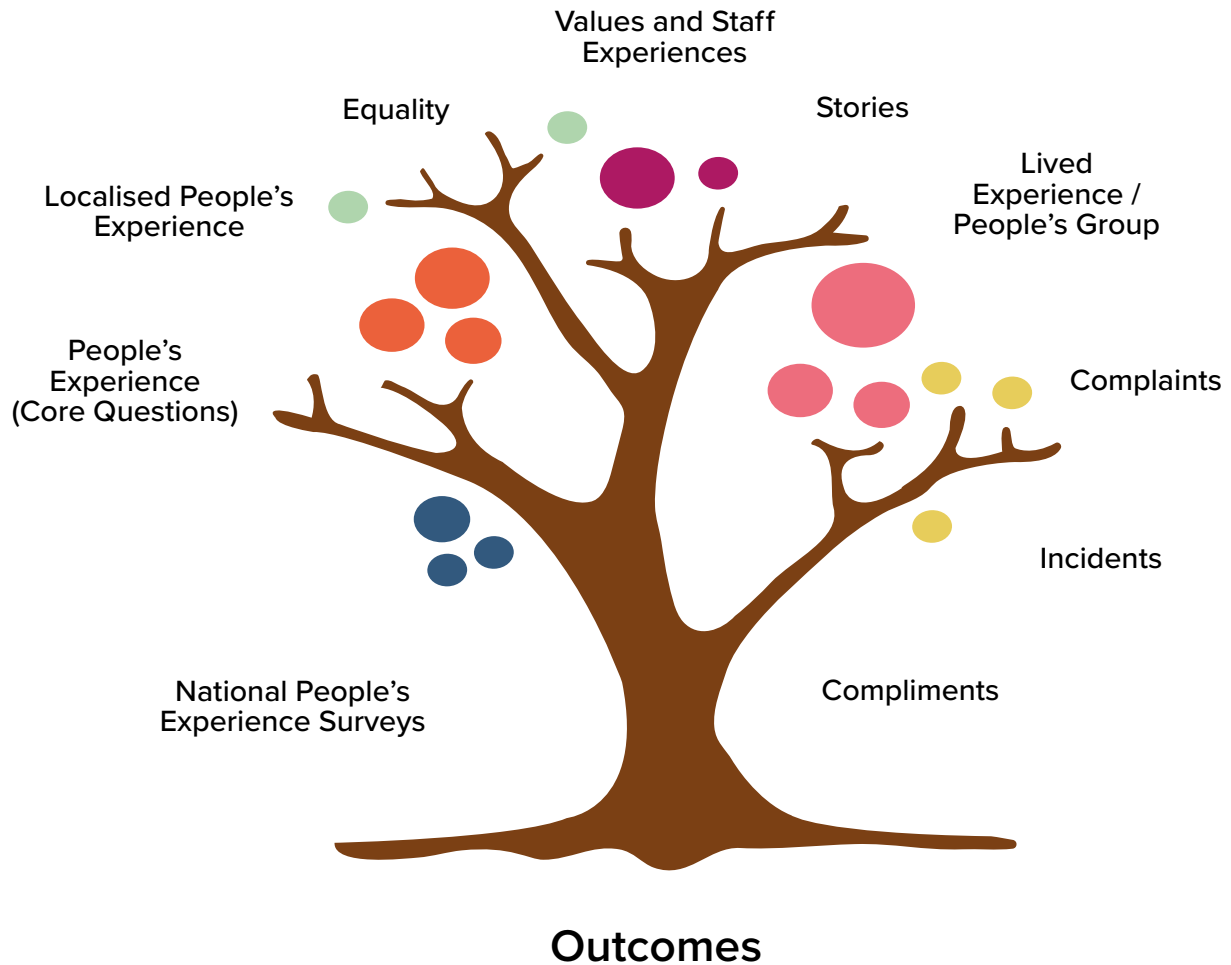 Values and Staff
Experiences
Equality
Stories
Lived
Experience /
People’s Group
Localised People’s
Experience
People’s
Experience
(Core Questions)
Complaints
Incidents
National People’s
Experience Surveys
Compliments
Outcomes